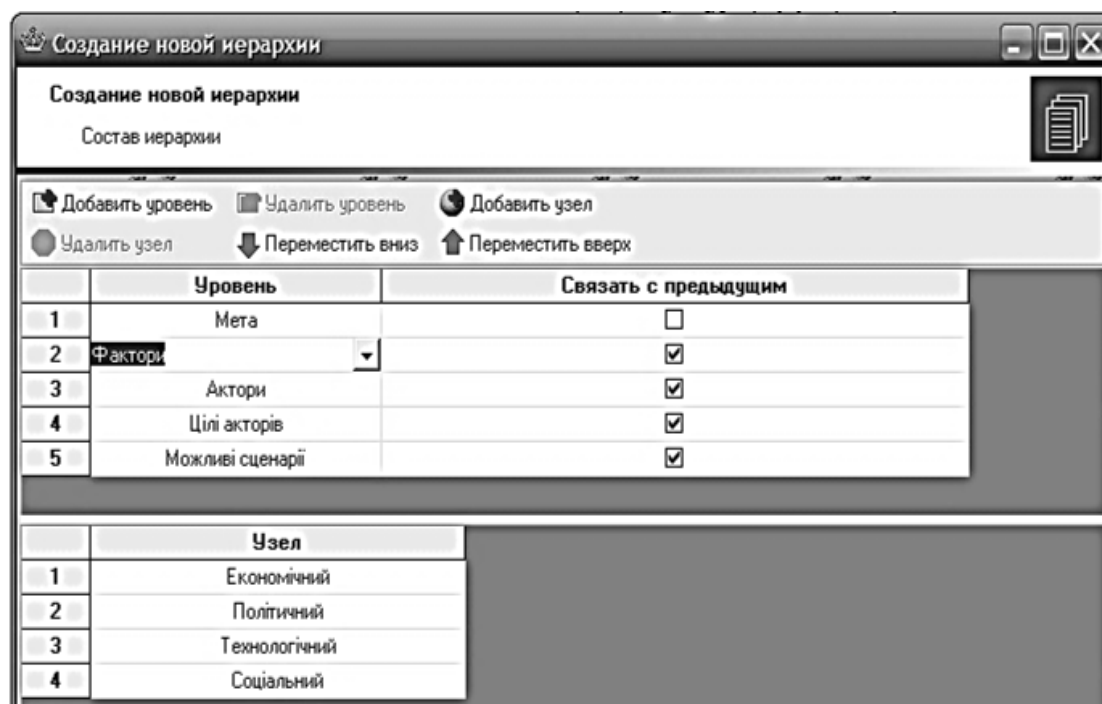 Создание новой иерархии
Создание новой иерархии
Состав иерархии
Добавить уровень Удалить уровень Добавить узел
Удалить узел Переместить вниз Переместить вверх
Уровень Связать с предыдущим
1 Мета
2 Фактори
3 Актори
4 Цілі акторів
5 Можливі сценарії
Узел
1 Економічний
2 Політичний
3 Технологічний
4 Соціальний